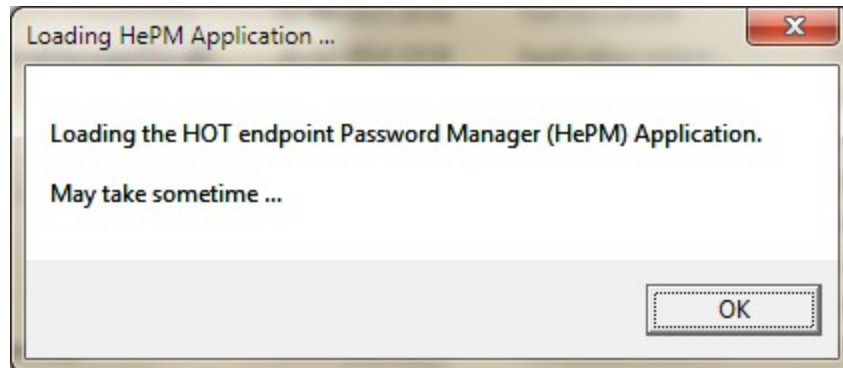 Loading HePM Application ...
Loading the HOT endpoint Password Manager (HePM) Application.
May take sometime ...
OK